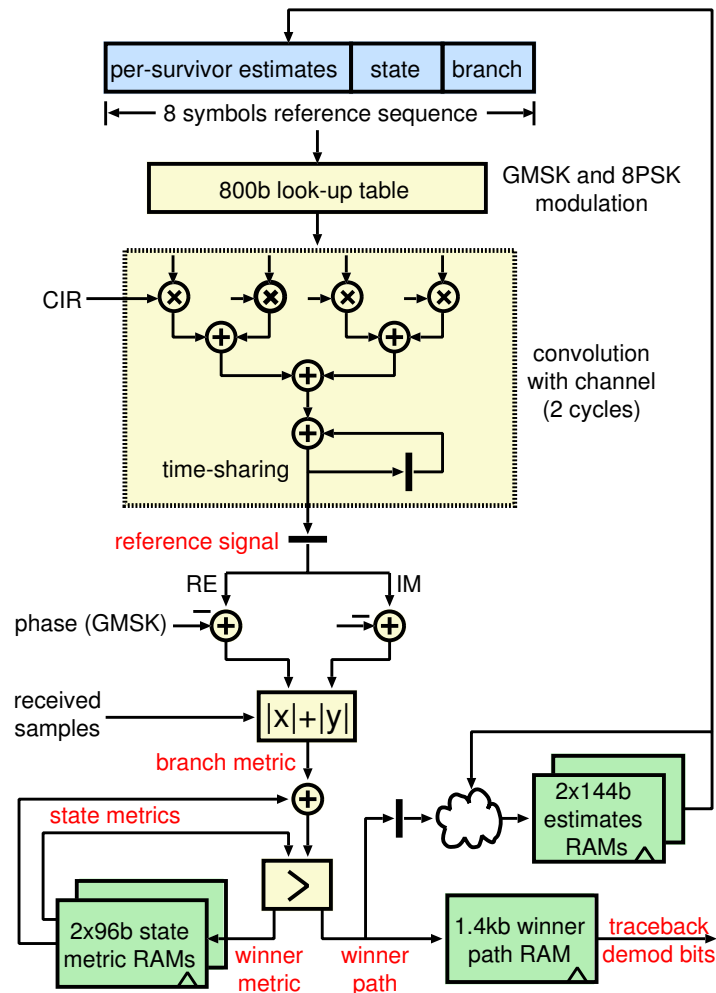 per-survivor estimates
state
branch
8 symbols reference sequence
800b look-up table
GMSK and 8PSK
modulation
CIR
convolution
with channel
(2 cycles)
time-sharing
reference signal
RE
IM
phase (GMSK)
received
samples
|x|+|y|
branch metric
state metrics
2x144b
estimates
RAMs
>
2x96b state
metric RAMs
winner
metric
winner
path
1.4kb winner
path RAM
traceback
demod bits